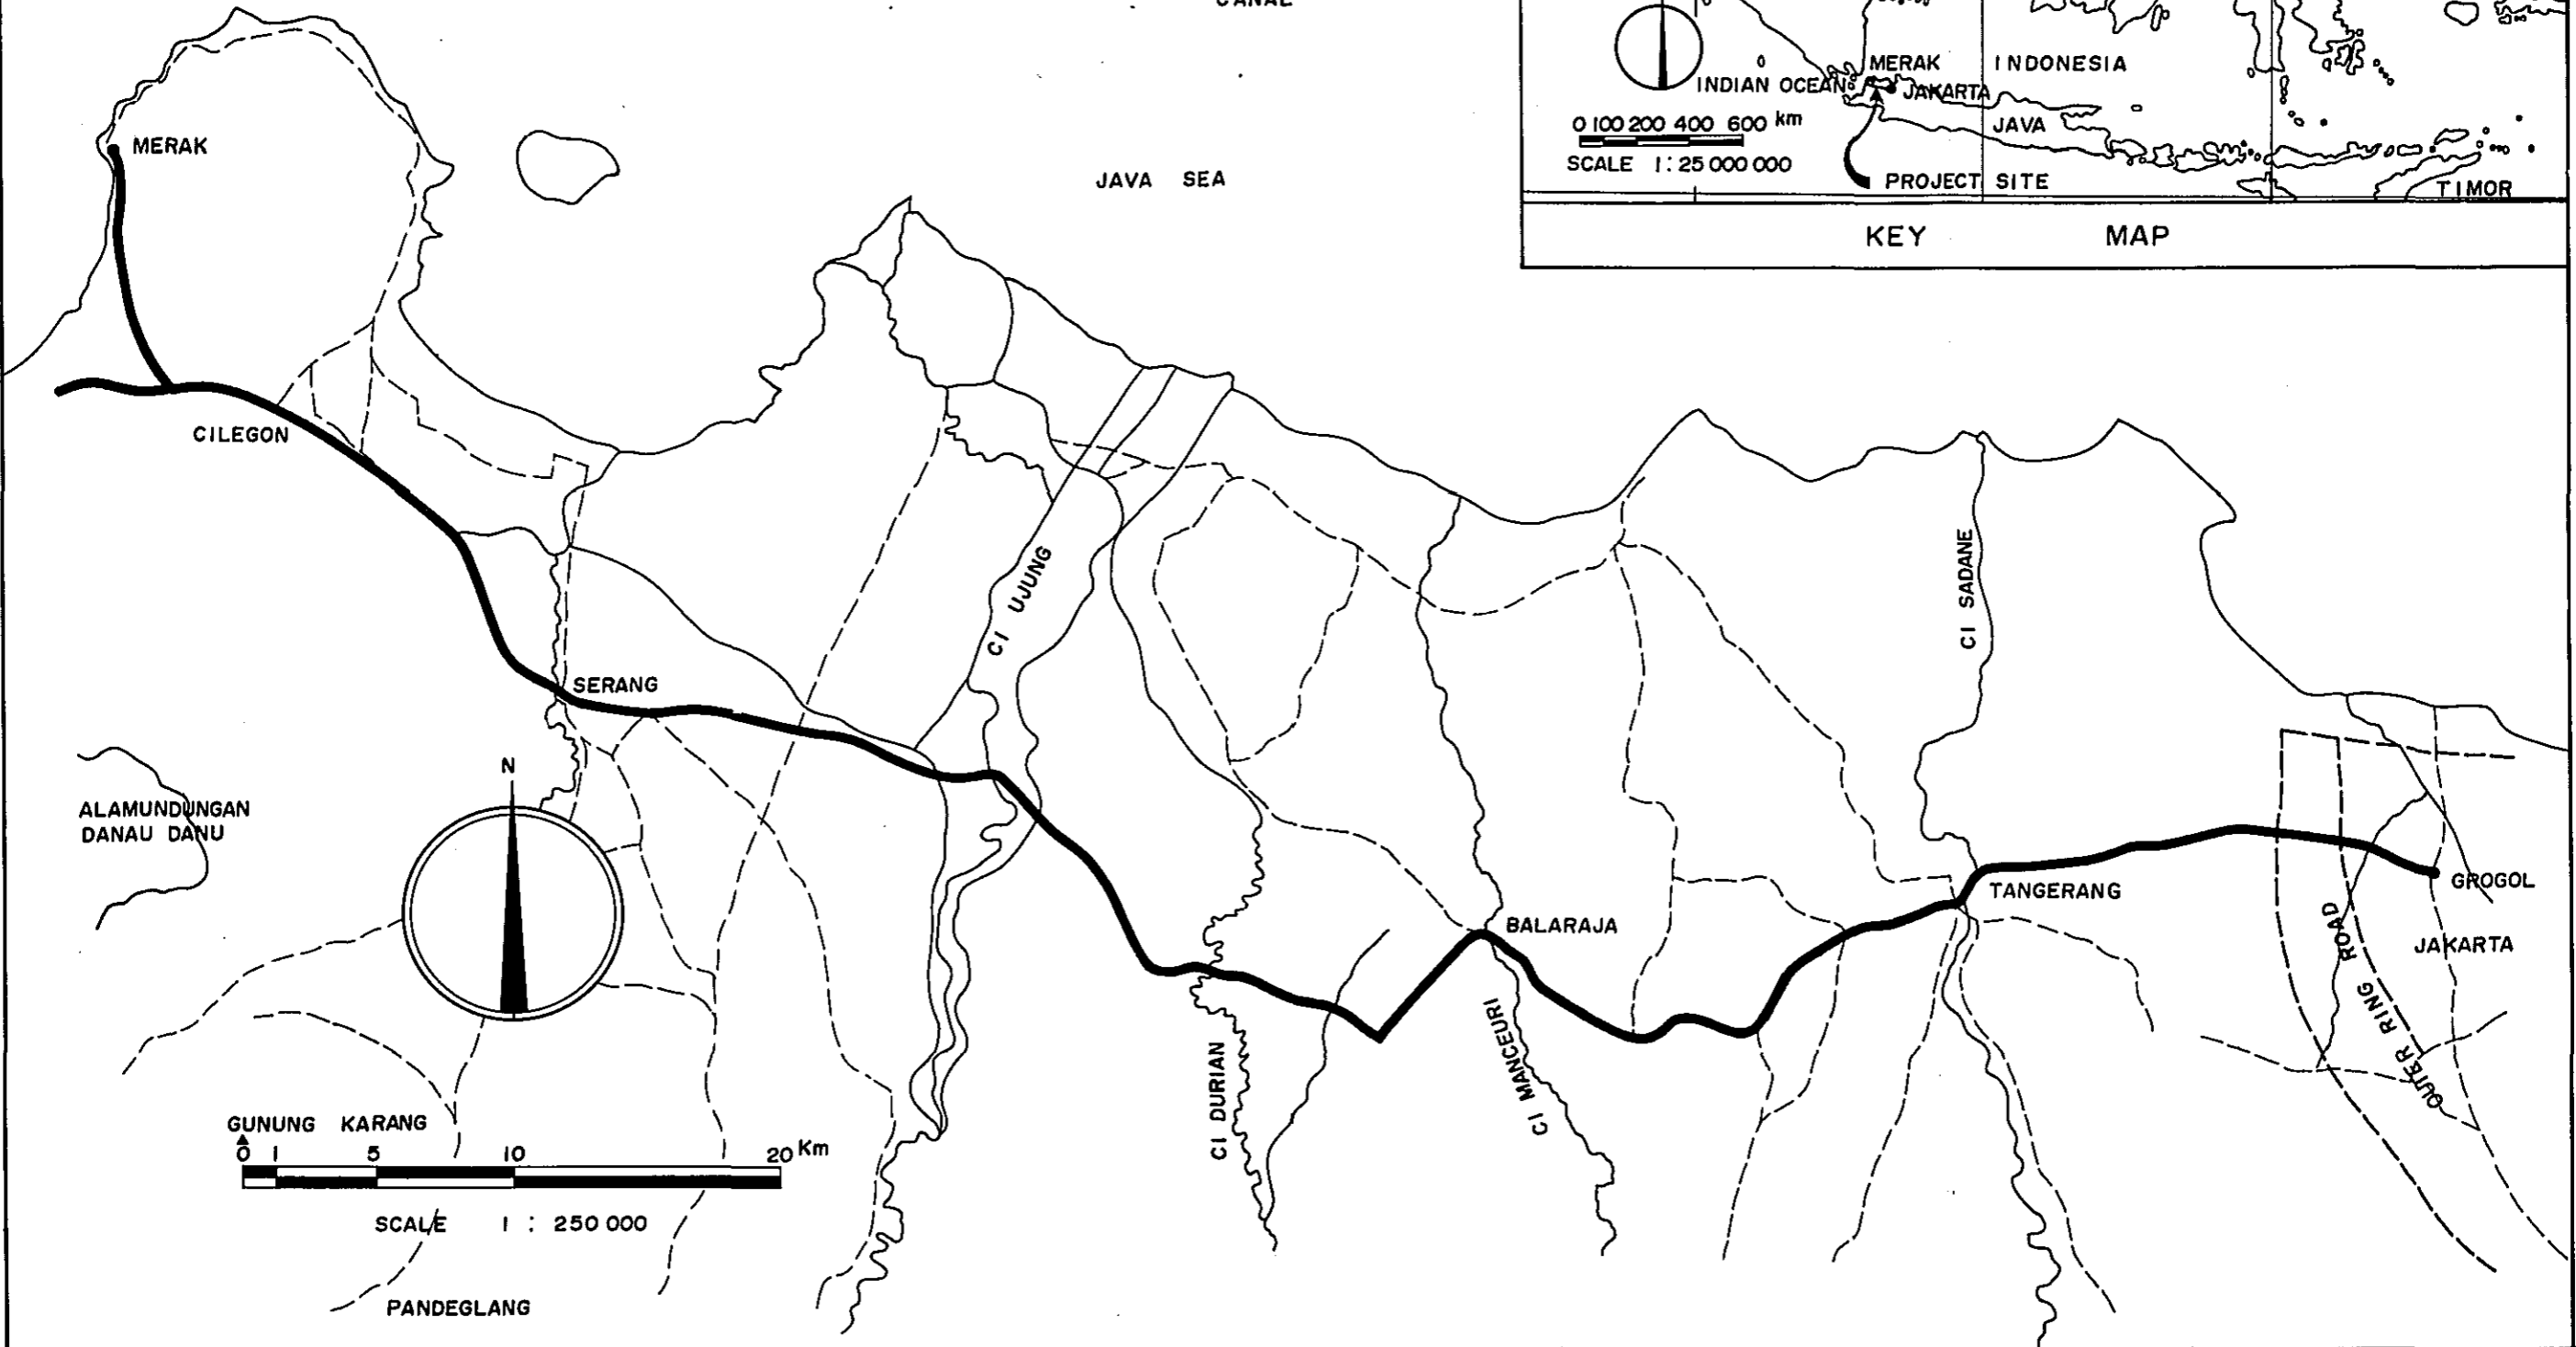 CANAL
MERAK
INDONESIA
INDIAN OCEAN
JAKARTA
0 100 200 400 600 km
JAVA
SCALE 1:25 000 000
PROJECT SITE
TIMOR
KEY MAP
MERAK
JAVA SEA
CILEGON
CI UJUNG
CI SADANE
SERANG
N
ALAMUNDUNGAN
DANAU DANU
TANGERANG
GROGOL
BALARAJA
JAKARTA
OUTER RING ROAD
CI DURIAN
CI MANCEURI
GUNUNG KARANG
0 1 5 10 20 Km
SCALE 1 : 250 000
PANDEGLANG